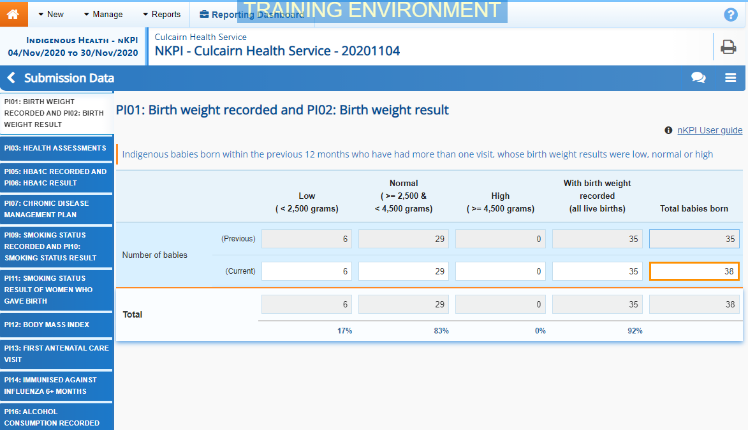 New Manage Reports Reporting Dashboard
TRAINING ENVIRONMENT
?
Indigenous Health - nKPI
04/Nov/2020 to 30/Nov/2020
Culcairn Health Service
NKPI - Culcairn Health Service - 20201104
Submission Data
PI01: BIRTH WEIGHT
RECORDED AND PI02: BIRTH
WEIGHT RESULT
PI03: HEALTH ASSESSMENTS
PI05: HBA1C RECORDED AND
PI06: HBA1C RESULT
PI07: CHRONIC DISEASE
MANAGEMENT PLAN
PI09: SMOKING STATUS
RECORDED AND PI10:
SMOKING STATUS RESULT
PI11: SMOKING STATUS
RESULT OF WOMEN WHO
GAVE BIRTH
PI12: BODY MASS INDEX
PI13: FIRST ANTENATAL CARE
VISIT
PI14: IMMUNISED AGAINST
INFLUENZA 6+ MONTHS
PI16: ALCOHOL
CONSUMPTION RECORDED
PI01: Birth weight recorded and PI02: Birth weight result
nKPI User guide
Indigenous babies born within the previous 12 months who have had more than one visit, whose birth weight results were low, normal or high
Low
( < 2,500 grams)
Normal
( >= 2,500 &
< 4,500 grams)
High
( >= 4,500 grams)
With birth weight
recorded
(all live births)
Total babies born
Number of babies
(Previous) 6 29 0 35 35
(Current) 6 29 0 35 38
Total 6 29 0 35 38
17% 83% 0% 92%